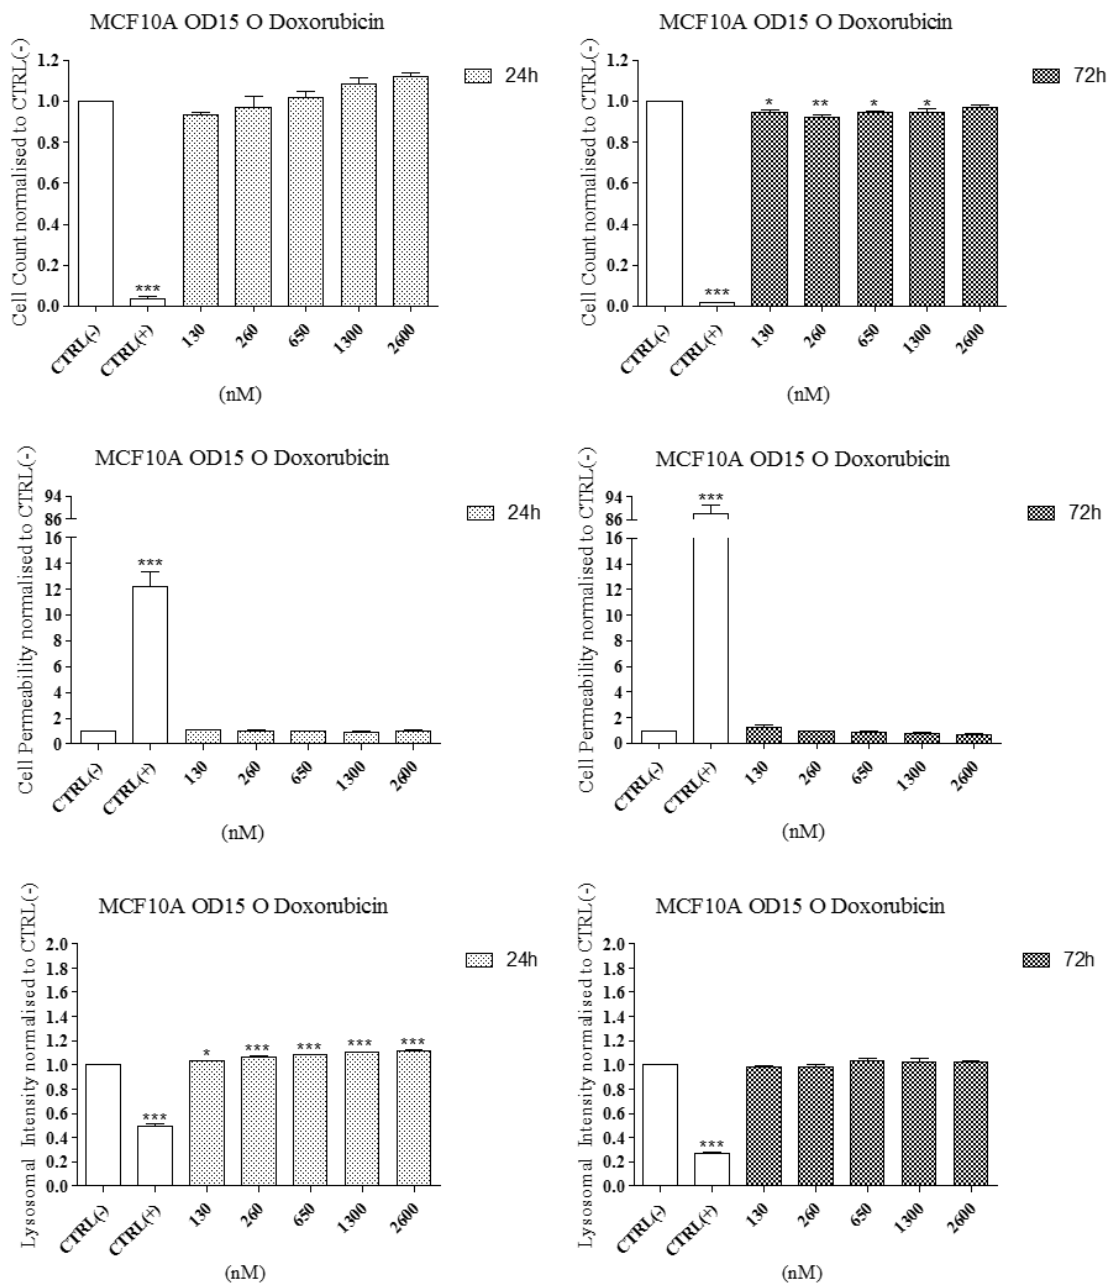 MCF10A OD15 O Doxorubicin
Cell Count normalised to CTRL(-)
1.2
1.0
0.8
0.6
0.4
0.2
0.0
***
24h
CTRL(-) CTRL(+) 130 260 650 1300 2600
(nM)
MCF10A OD15 O Doxorubicin
Cell Count normalised to CTRL(-)
1.2
1.0
0.8
0.6
0.4
0.2
0.0
*** * ** * *
72h
CTRL(-) CTRL(+) 130 260 650 1300 2600
(nM)
MCF10A OD15 O Doxorubicin
Cell Permeability normalised to CTRL(-)
94
86
16
14
12
10
8
6
4
2
0
***
24h
CTRL(-) CTRL(+) 130 260 650 1300 2600
(nM)
MCF10A OD15 O Doxorubicin
Cell Permeability normalised to CTRL(-)
94
86
16
14
12
10
8
6
4
2
0
***
72h
CTRL(-) CTRL(+) 130 260 650 1300 2600
(nM)
MCF10A OD15 O Doxorubicin
Lysosomal Intensity normalised to CTRL(-)
2.0
1.8
1.6
1.4
1.2
1.0
0.8
0.6
0.4
0.2
0.0
*** * *** *** *** ***
24h
CTRL(-) CTRL(+) 130 260 650 1300 2600
(nM)
MCF10A OD15 O Doxorubicin
Lysosomal Intensity normalised to CTRL(-)
2.0
1.8
1.6
1.4
1.2
1.0
0.8
0.6
0.4
0.2
0.0
***
72h
CTRL(-) CTRL(+) 130 260 650 1300 2600
(nM)